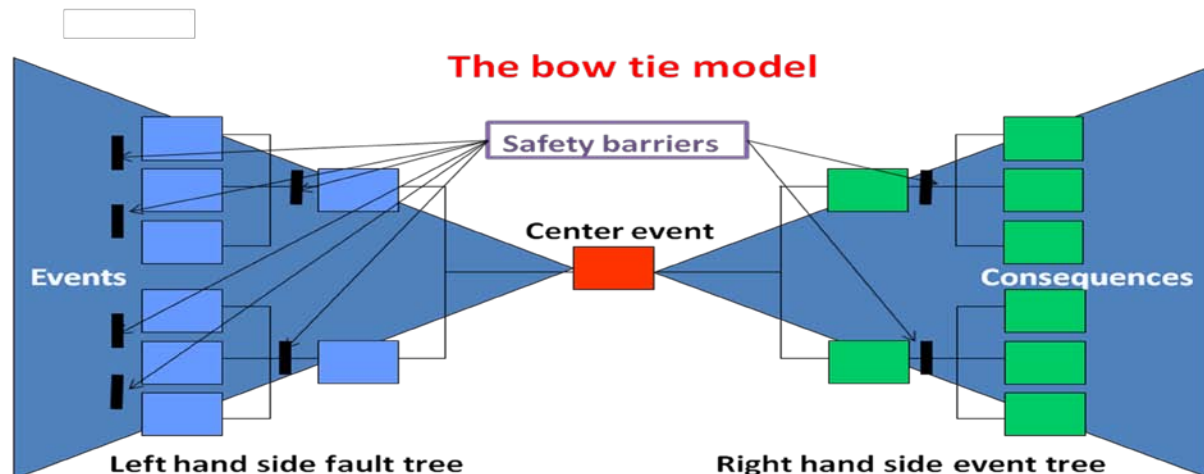 The bow tie model
Safety barriers
Center event
Events
Consequences
Left hand side fault tree
Right hand side event tree